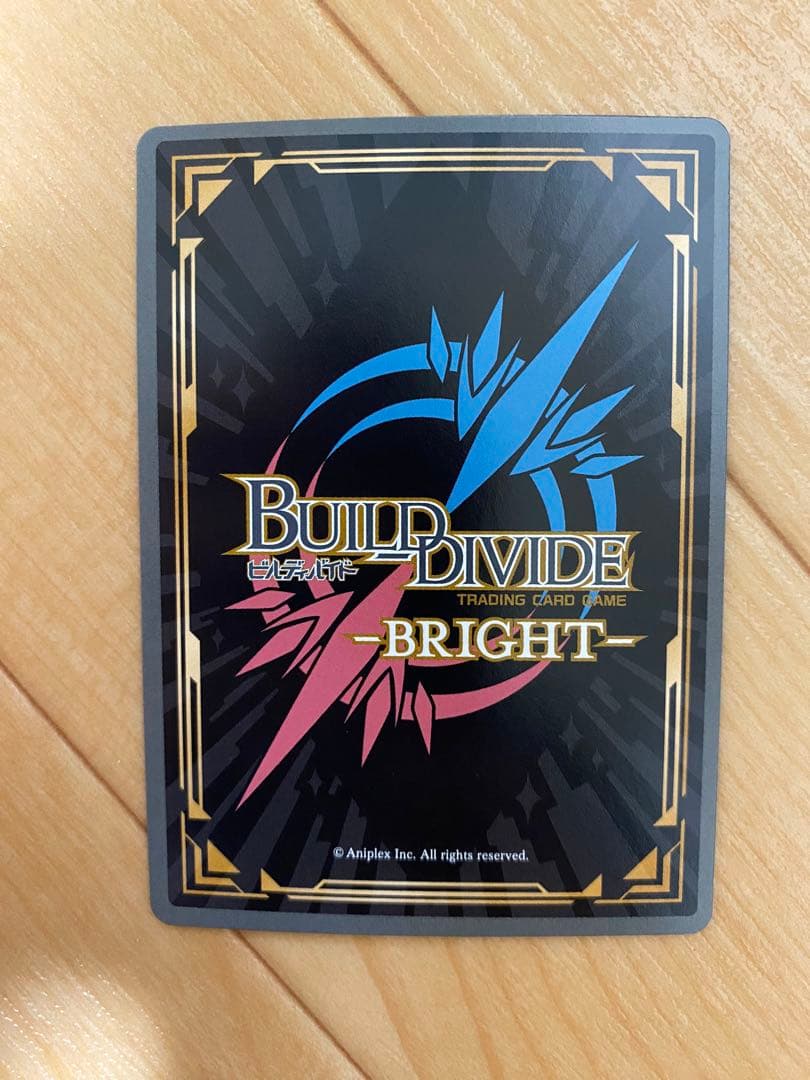 BUILD DIVIDE
ビルディバイド
TRADING CARD GAME
-BRIGHT-
© Aniplex Inc. All rights reserved.